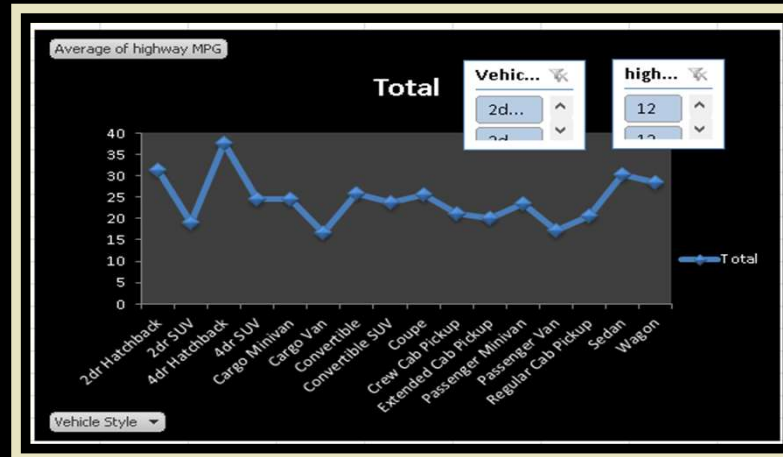 Average of highway MPG
Total
Vehic...
2d...
2d
high...
12
12
40
35
30
25
20
15
10
5
0
Total
2dr Hatchback
2dr SUV
4dr Hatchback
4dr SUV
Cargo Minivan
Cargo Van
Convertible
Convertible SUV
Coupe
Crew Cab Pickup
Extended Cab Pickup
Passenger Minivan
Passenger Van
Regular Cab Pickup
Sedan
Wagon
Vehicle Style